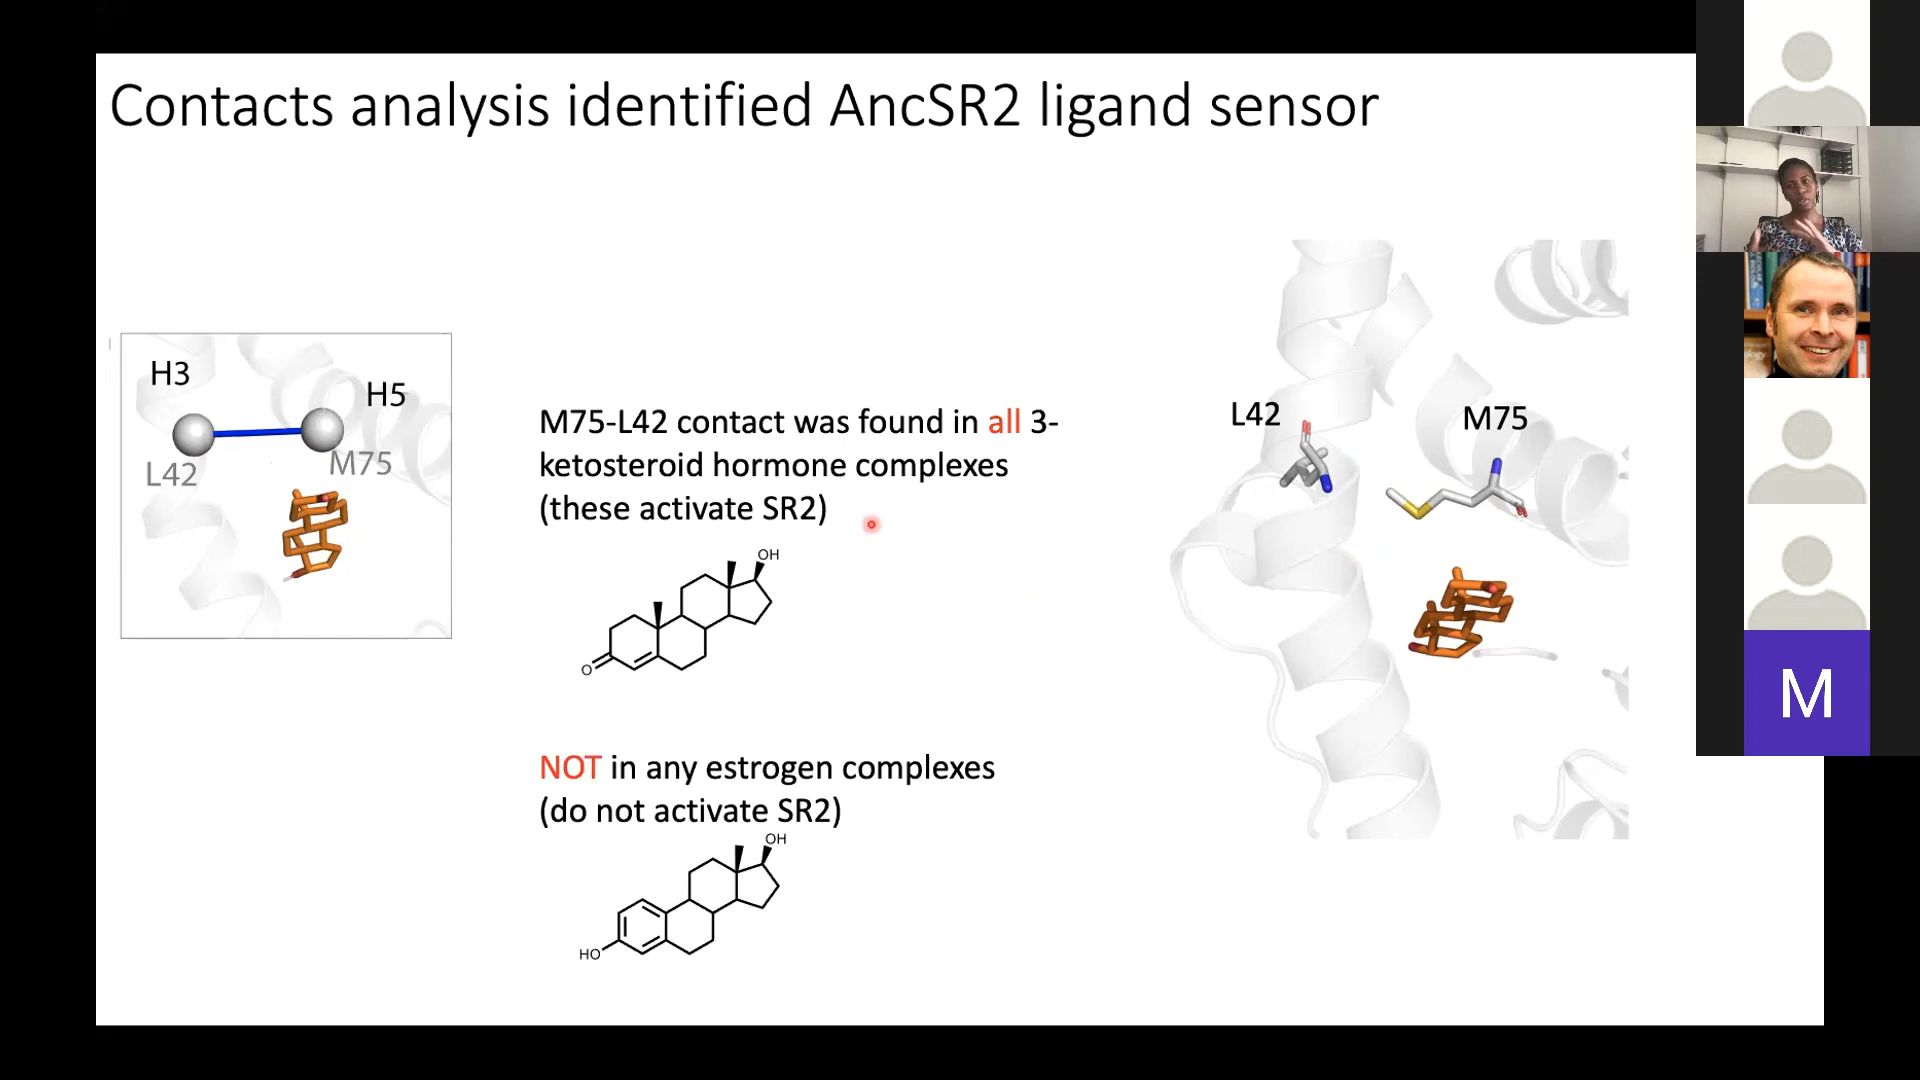 Contacts analysis identified AncSR2 ligand sensor
H3
H5
L42
M75
M75-L42 contact was found in all 3-
ketosteroid hormone complexes
(these activate SR2)
OH
O
NOT in any estrogen complexes
(do not activate SR2)
OH
HO
L42
M75
M